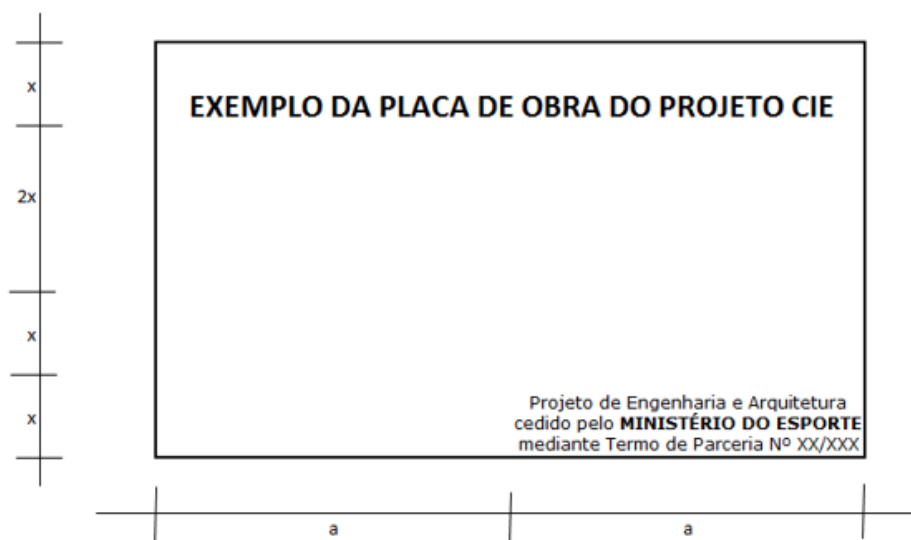 x
EXEMPLO DA PLACA DE OBRA DO PROJETO CIE
2x
x
x
Projeto de Engenharia e Arquitetura
cedido pelo MINISTÉRIO DO ESPORTE
mediante Termo de Parceria Nº XX/XXX
a
a